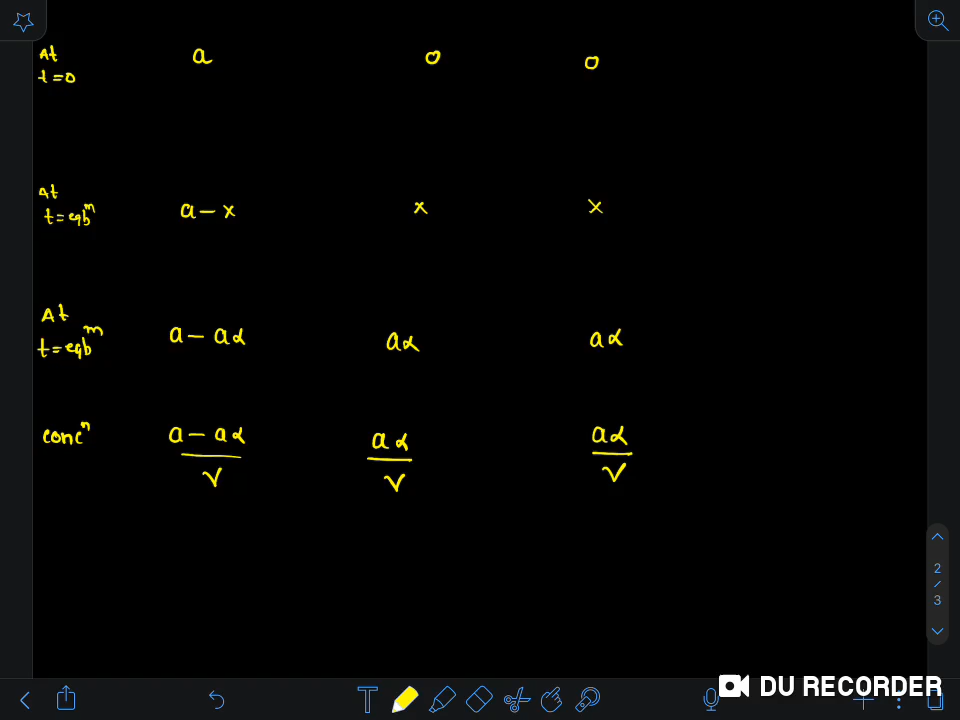 At
t=0 a 0 0
At
t=eqbᵐ a-x x x
At
t=eqbᵐ a-aα aα aα
concⁿ a-aα aα aα
V V V
2
/
3
T
DU RECORDER